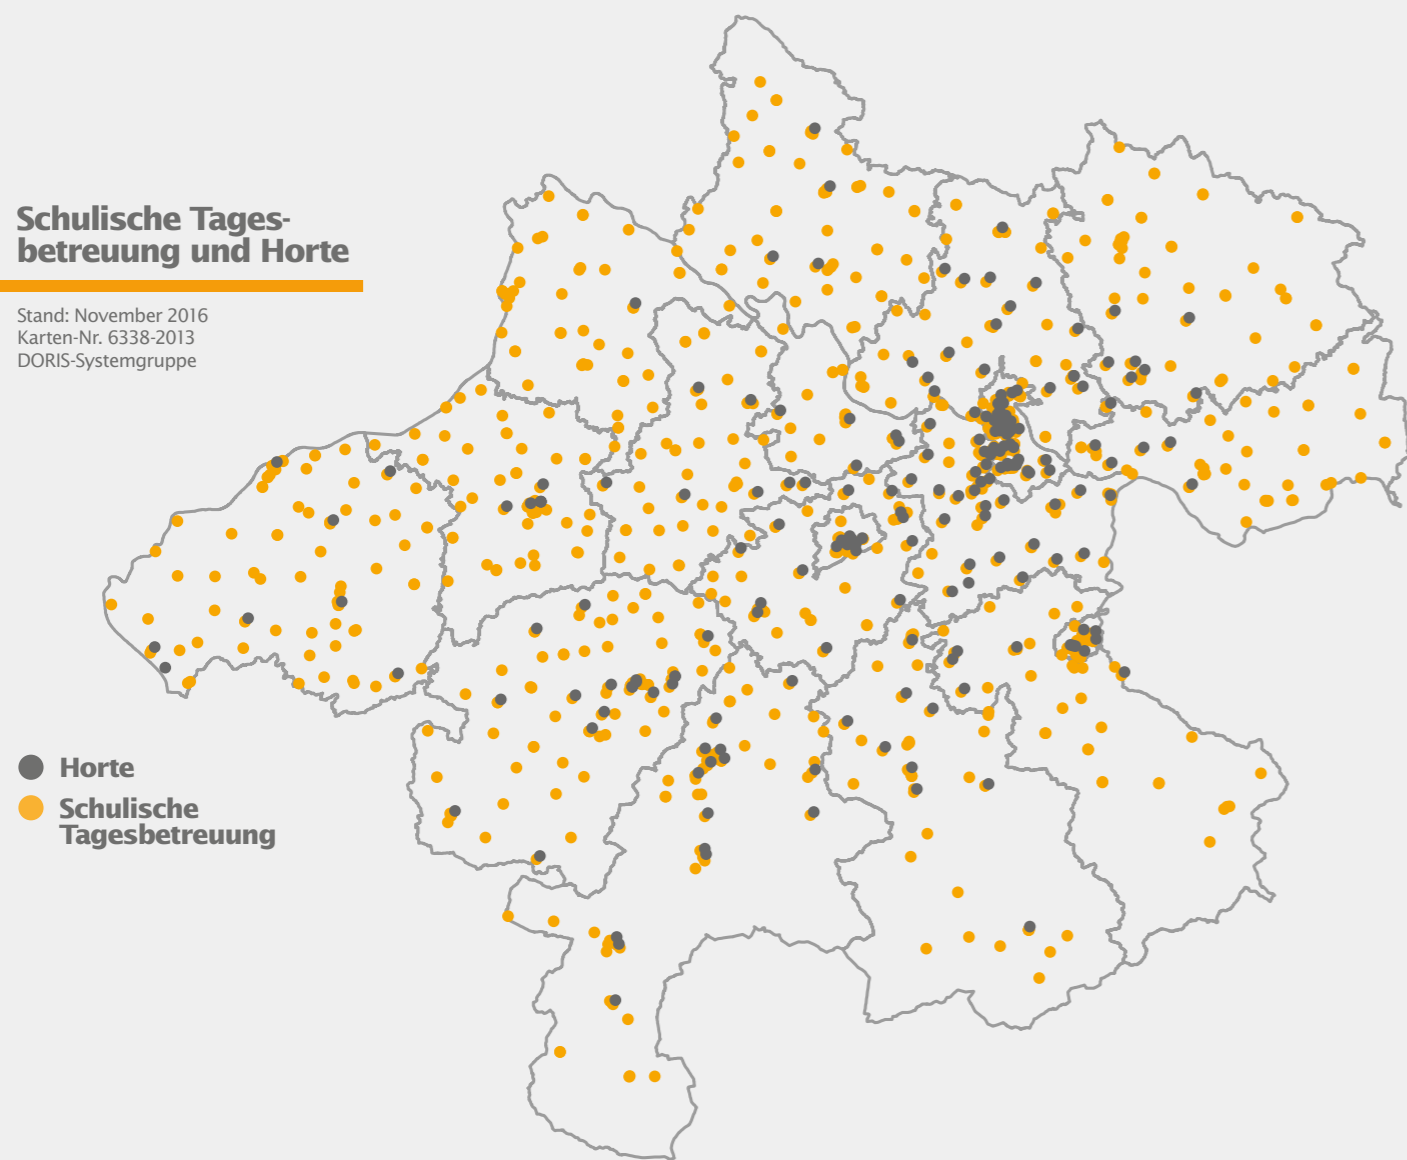 Schulische Tages-
betreuung und Horte
Stand: November 2016
Karten-Nr. 6338-2013
DORIS-Systemgruppe
Horte
Schulische
Tagesbetreuung